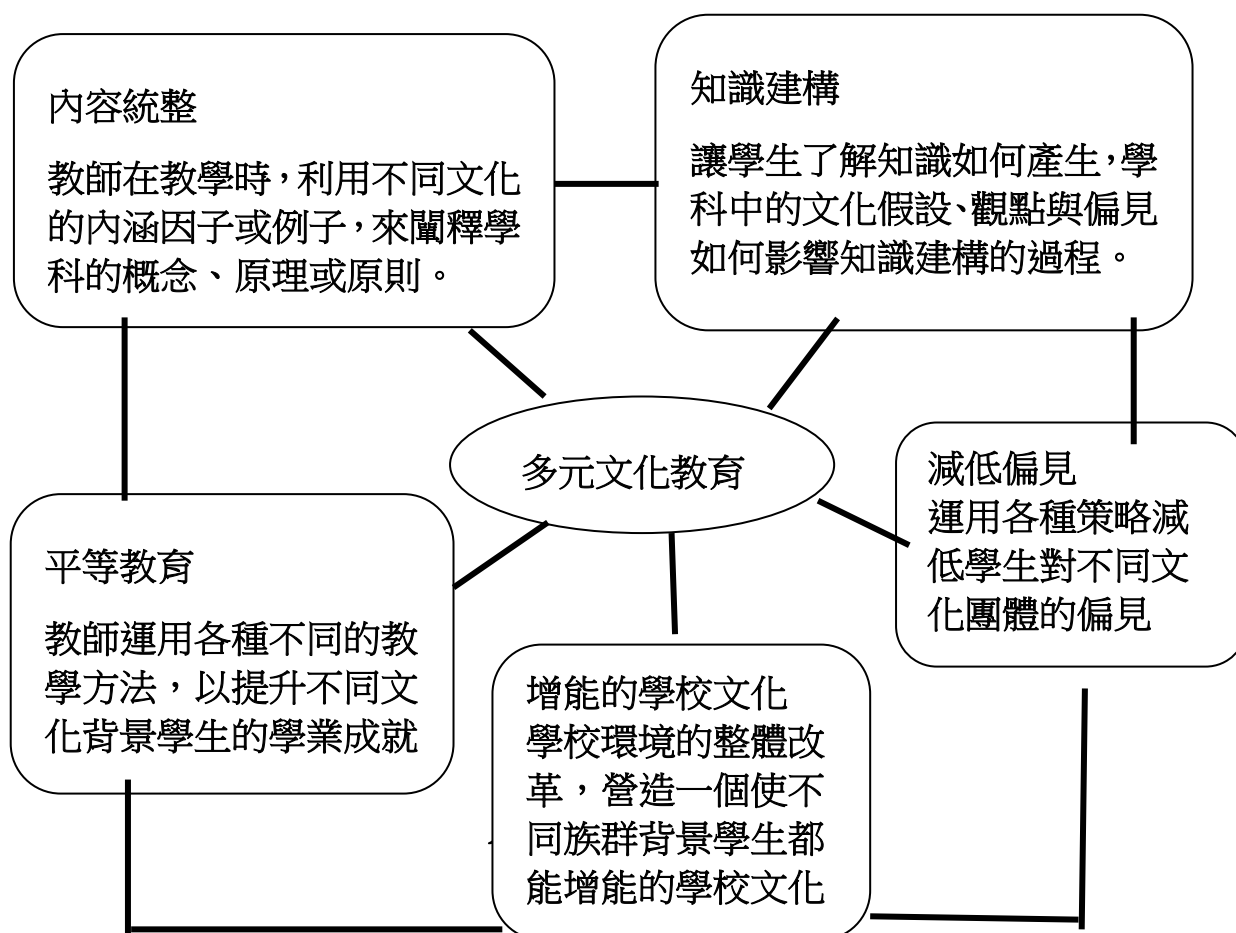 內容統整
教師在教學時，利用不同文化
的內涵因子或例子，來闡釋學
科的概念、原理或原則。
知識建構
讓學生了解知識如何產生，學
科中的文化假設、觀點與偏見
如何影響知識建構的過程。
多元文化教育
減低偏見
運用各種策略減
低學生對不同文
化團體的偏見
平等教育
教師運用各種不同的教
學方法，以提升不同文
化背景學生的學業成就
增能的學校文化
學校環境的整體改
革，營造一個使不
同族群背景學生都
能增能的學校文化